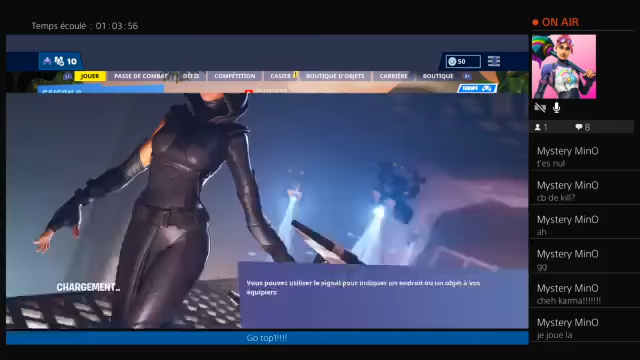 Temps écoulé : 01:03:56
ON AIR
10
50
JOUER PASSE DE COMBAT DÉFIS COMPÉTITION CASIER BOUTIQUE D'OBJETS CARRIÈRE BOUTIQUE
EUROPE
1 8
Mystery MinO
t'es nul
Mystery MinO
cb de kill?
Mystery MinO
ah
Mystery MinO
gg
Mystery MinO
cheh karma!!!!!!!
Mystery MinO
je joue la
CHARGEMENT..
Vous pouvez utiliser le signal pour indiquer un endroit ou un objet à vos
équipiers
Go top1!!!!